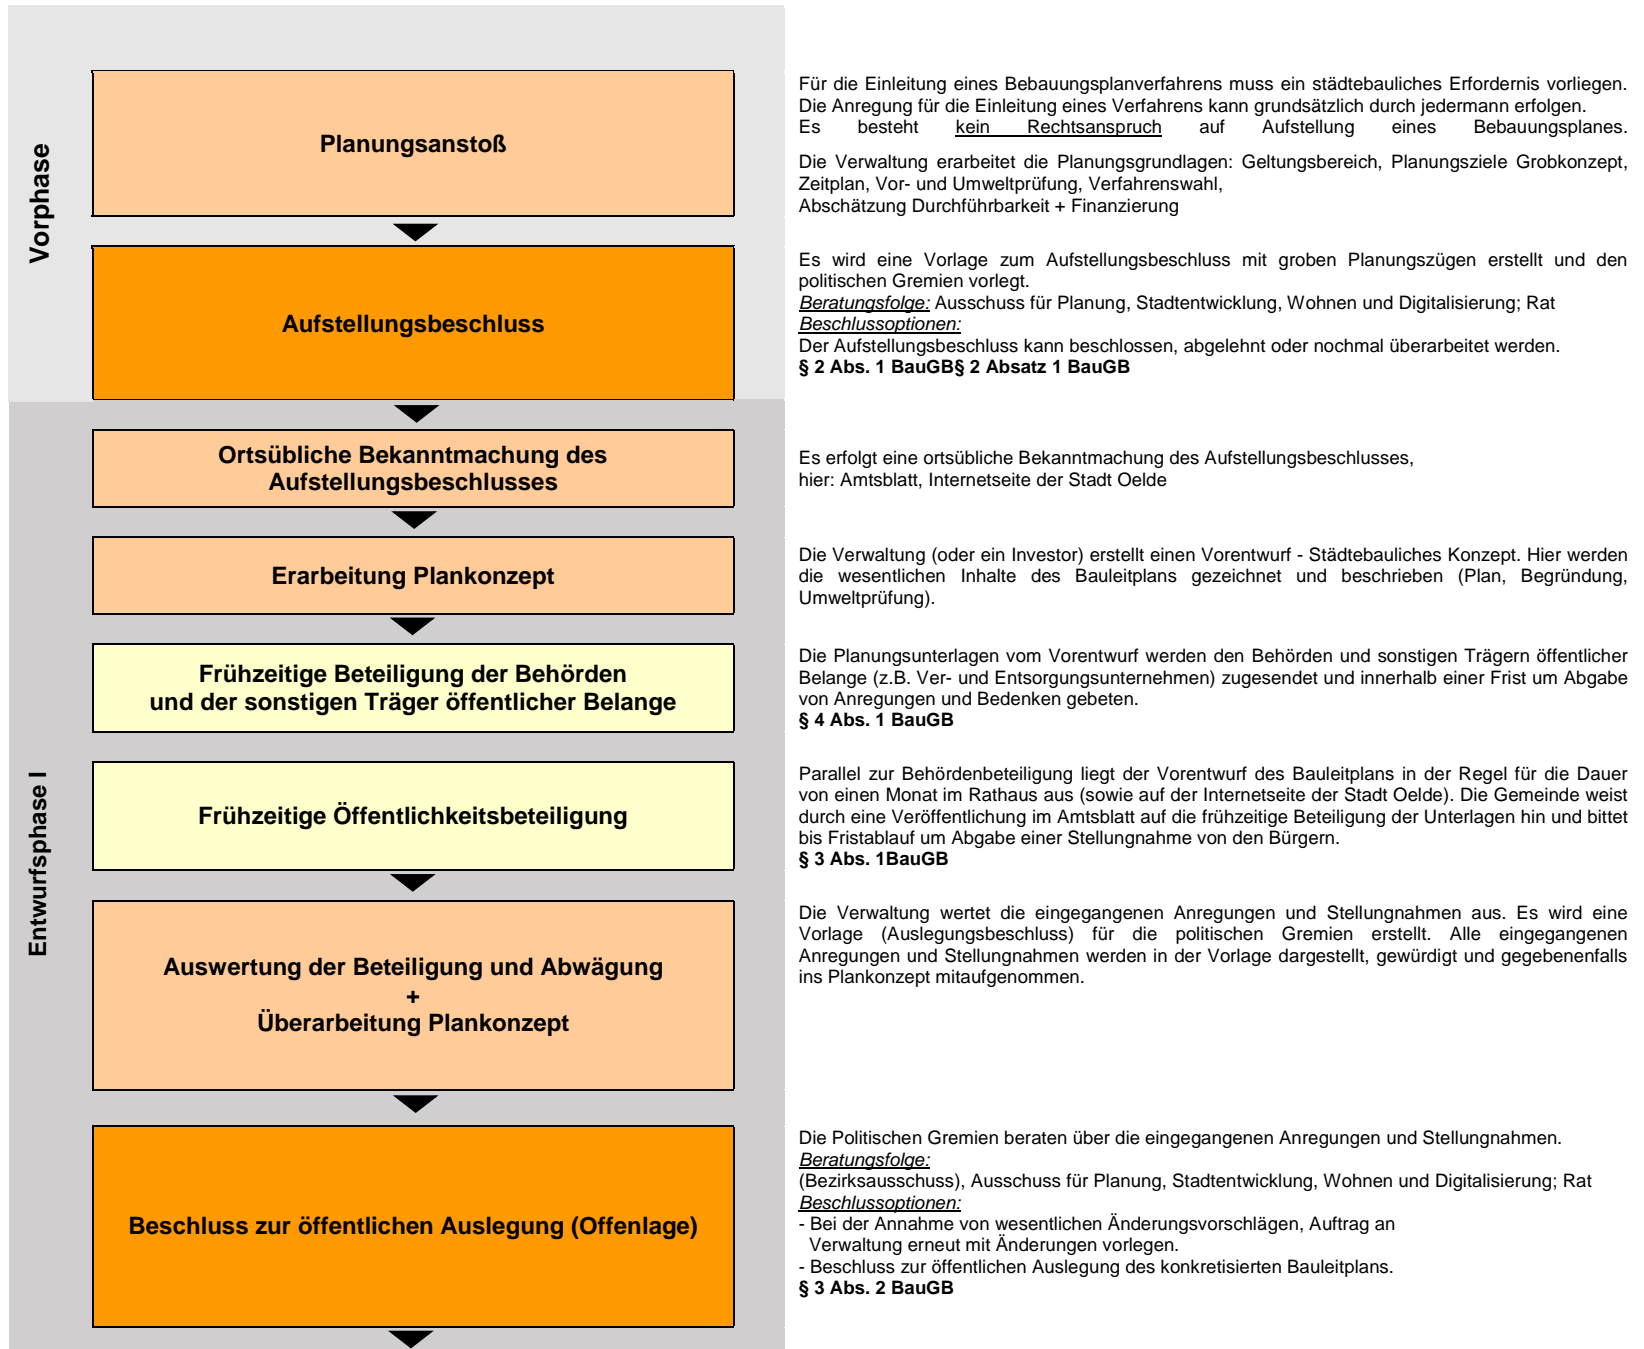 Vorphase
Planungsanstoß
Für die Einleitung eines Bebauungsplanverfahrens muss ein städtebauliches Erfordernis vorliegen.
Die Anregung für die Einleitung eines Verfahrens kann grundsätzlich durch jedermann erfolgen.
Es besteht kein Rechtsanspruch auf Aufstellung eines Bebauungsplanes.
Die Verwaltung erarbeitet die Planungsgrundlagen: Geltungsbereich, Planungsziele Grobkonzept,
Zeitplan, Vor- und Umweltprüfung, Verfahrenswahl,
Abschätzung Durchführbarkeit + Finanzierung
Aufstellungsbeschluss
Es wird eine Vorlage zum Aufstellungsbeschluss mit groben Planungszügen erstellt und den
politischen Gremien vorlegt.
Beratungsfolge: Ausschuss für Planung, Stadtentwicklung, Wohnen und Digitalisierung; Rat
Beschlussoptionen:
Der Aufstellungsbeschluss kann beschlossen, abgelehnt oder nochmal überarbeitet werden.
§ 2 Abs. 1 BauGB§ 2 Absatz 1 BauGB
Entwurfsphase I
Ortsübliche Bekanntmachung des
Aufstellungsbeschlusses
Es erfolgt eine ortsübliche Bekanntmachung des Aufstellungsbeschlusses,
hier: Amtsblatt, Internetseite der Stadt Oelde
Erarbeitung Plankonzept
Die Verwaltung (oder ein Investor) erstellt einen Vorentwurf - Städtebauliches Konzept. Hier werden
die wesentlichen Inhalte des Bauleitplans gezeichnet und beschrieben (Plan, Begründung,
Umweltprüfung).
Frühzeitige Beteiligung der Behörden
und der sonstigen Träger öffentlicher Belange
Die Planungsunterlagen vom Vorentwurf werden den Behörden und sonstigen Trägern öffentlicher
Belange (z.B. Ver- und Entsorgungsunternehmen) zugesendet und innerhalb einer Frist um Abgabe
von Anregungen und Bedenken gebeten.
§ 4 Abs. 1 BauGB
Frühzeitige Öffentlichkeitsbeteiligung
Parallel zur Behördenbeteiligung liegt der Vorentwurf des Bauleitplans in der Regel für die Dauer
von einen Monat im Rathaus aus (sowie auf der Internetseite der Stadt Oelde). Die Gemeinde weist
durch eine Veröffentlichung im Amtsblatt auf die frühzeitige Beteiligung der Unterlagen hin und bittet
bis Fristablauf um Abgabe einer Stellungnahme von den Bürgern.
§ 3 Abs. 1BauGB
Auswertung der Beteiligung und Abwägung
+
Überarbeitung Plankonzept
Die Verwaltung wertet die eingegangenen Anregungen und Stellungnahmen aus. Es wird eine
Vorlage (Auslegungsbeschluss) für die politischen Gremien erstellt. Alle eingegangenen
Anregungen und Stellungnahmen werden in der Vorlage dargestellt, gewürdigt und gegebenenfalls
ins Plankonzept mitaufgenommen.
Beschluss zur öffentlichen Auslegung (Offenlage)
Die Politischen Gremien beraten über die eingegangenen Anregungen und Stellungnahmen.
Beratungsfolge:
(Bezirksausschuss), Ausschuss für Planung, Stadtentwicklung, Wohnen und Digitalisierung; Rat
Beschlussoptionen:
- Bei der Annahme von wesentlichen Änderungsvorschlägen, Auftrag an
Verwaltung erneut mit Änderungen vorlegen.
- Beschluss zur öffentlichen Auslegung des konkretisierten Bauleitplans.
§ 3 Abs. 2 BauGB